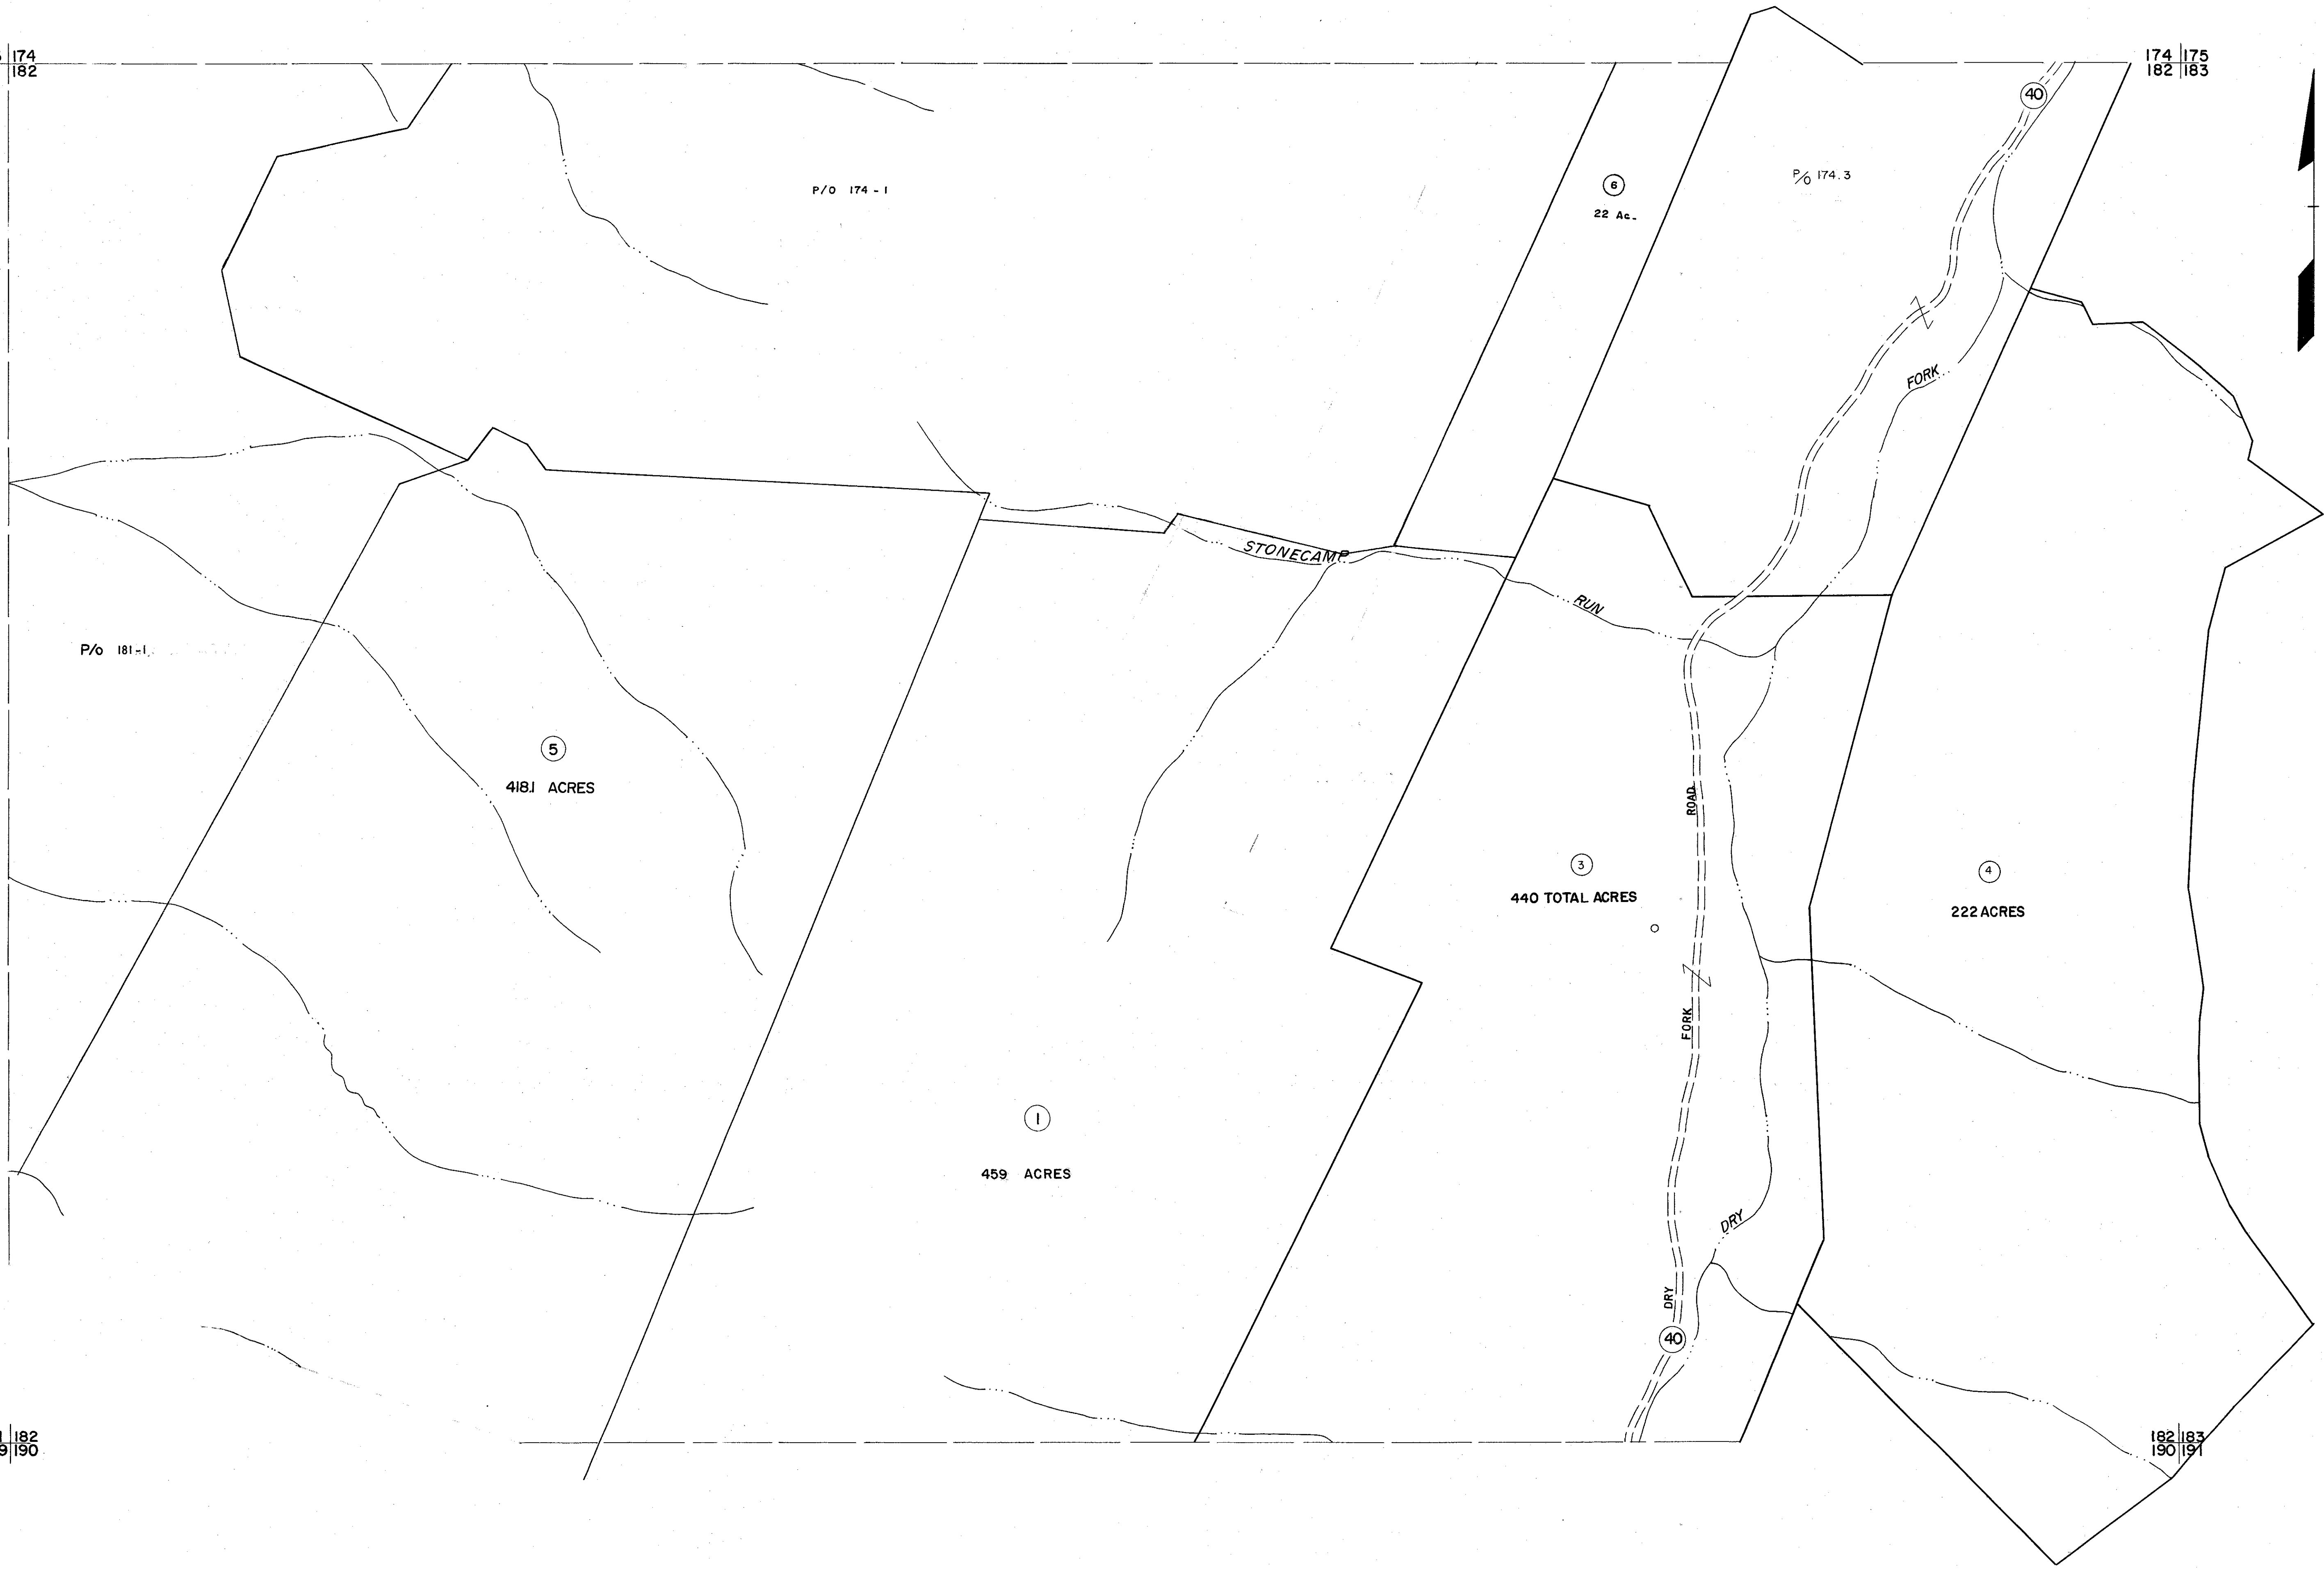 174
182
174 175
182 183
40
P/O 174 - 1
6
22 Ac.
P/O 174.3
FORK
STONECAMP
RUN
P/O 181-1
5
418.1 ACRES
ROAD
3
440 TOTAL ACRES
4
222 ACRES
FORK
1
459 ACRES
DRY
DRY
40
182
190
182 183
190 191